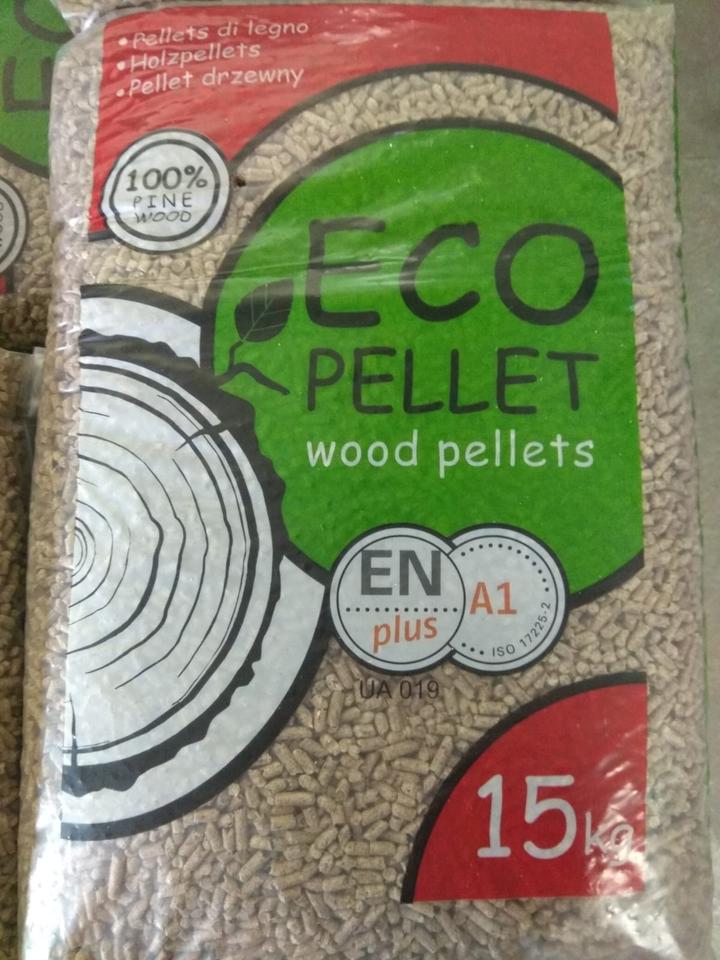 • Pellets di legno
• Holzpellets
• Pellet drzewny
100%
PINE
WOOD
ECO
PELLET
wood pellets
EN
plus
A1
ISO 17225-2
UA 019
15kg